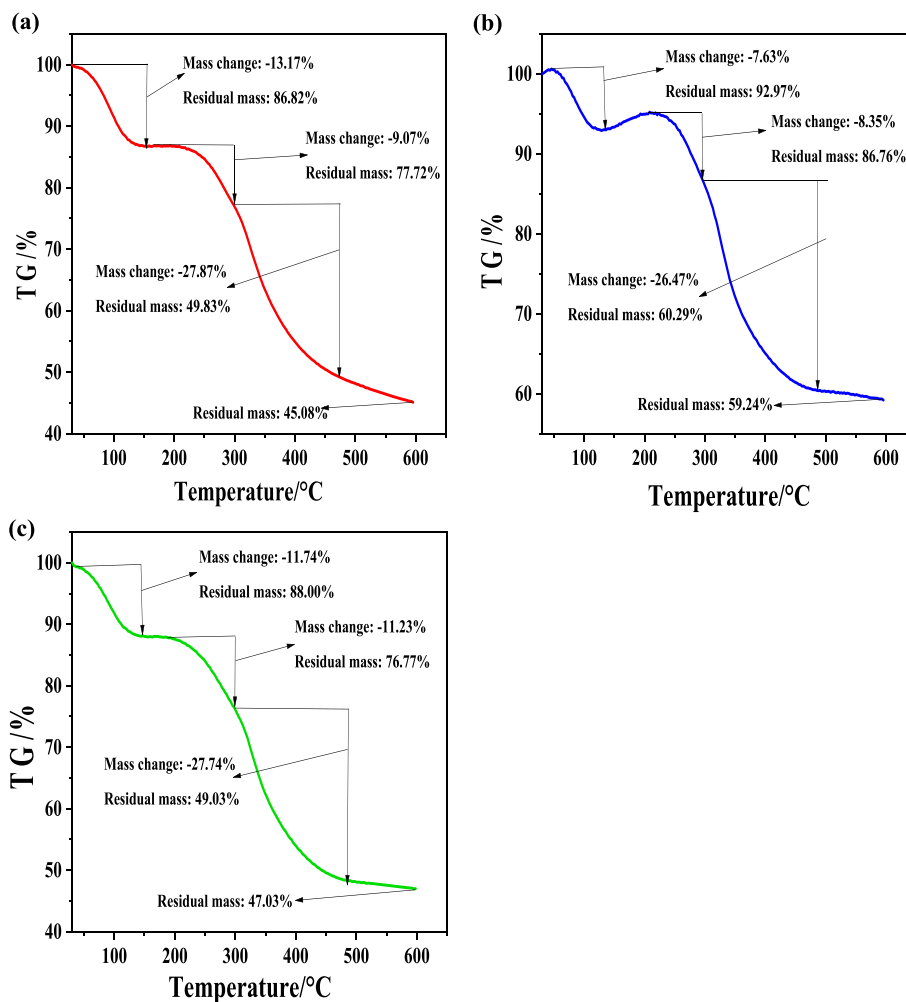 (a)
Mass change: -13.17%
Residual mass: 86.82%
Mass change: -9.07%
Residual mass: 77.72%
Mass change: -27.87%
Residual mass: 49.83%
Residual mass: 45.08%
100
90
80
70
60
50
40
TG/%
100
200
300
400
500
600
Temperature/°C
(b)
Mass change: -7.63%
Residual mass: 92.97%
Mass change: -8.35%
Residual mass: 86.76%
Mass change: -26.47%
Residual mass: 60.29%
Residual mass: 59.24%
100
90
80
70
60
TG/%
100
200
300
400
500
600
Temperature/°C
(c)
Mass change: -11.74%
Residual mass: 88.00%
Mass change: -11.23%
Residual mass: 76.77%
Mass change: -27.74%
Residual mass: 49.03%
Residual mass: 47.03%
100
90
80
70
60
50
40
TG/%
100
200
300
400
500
600
Temperature/°C